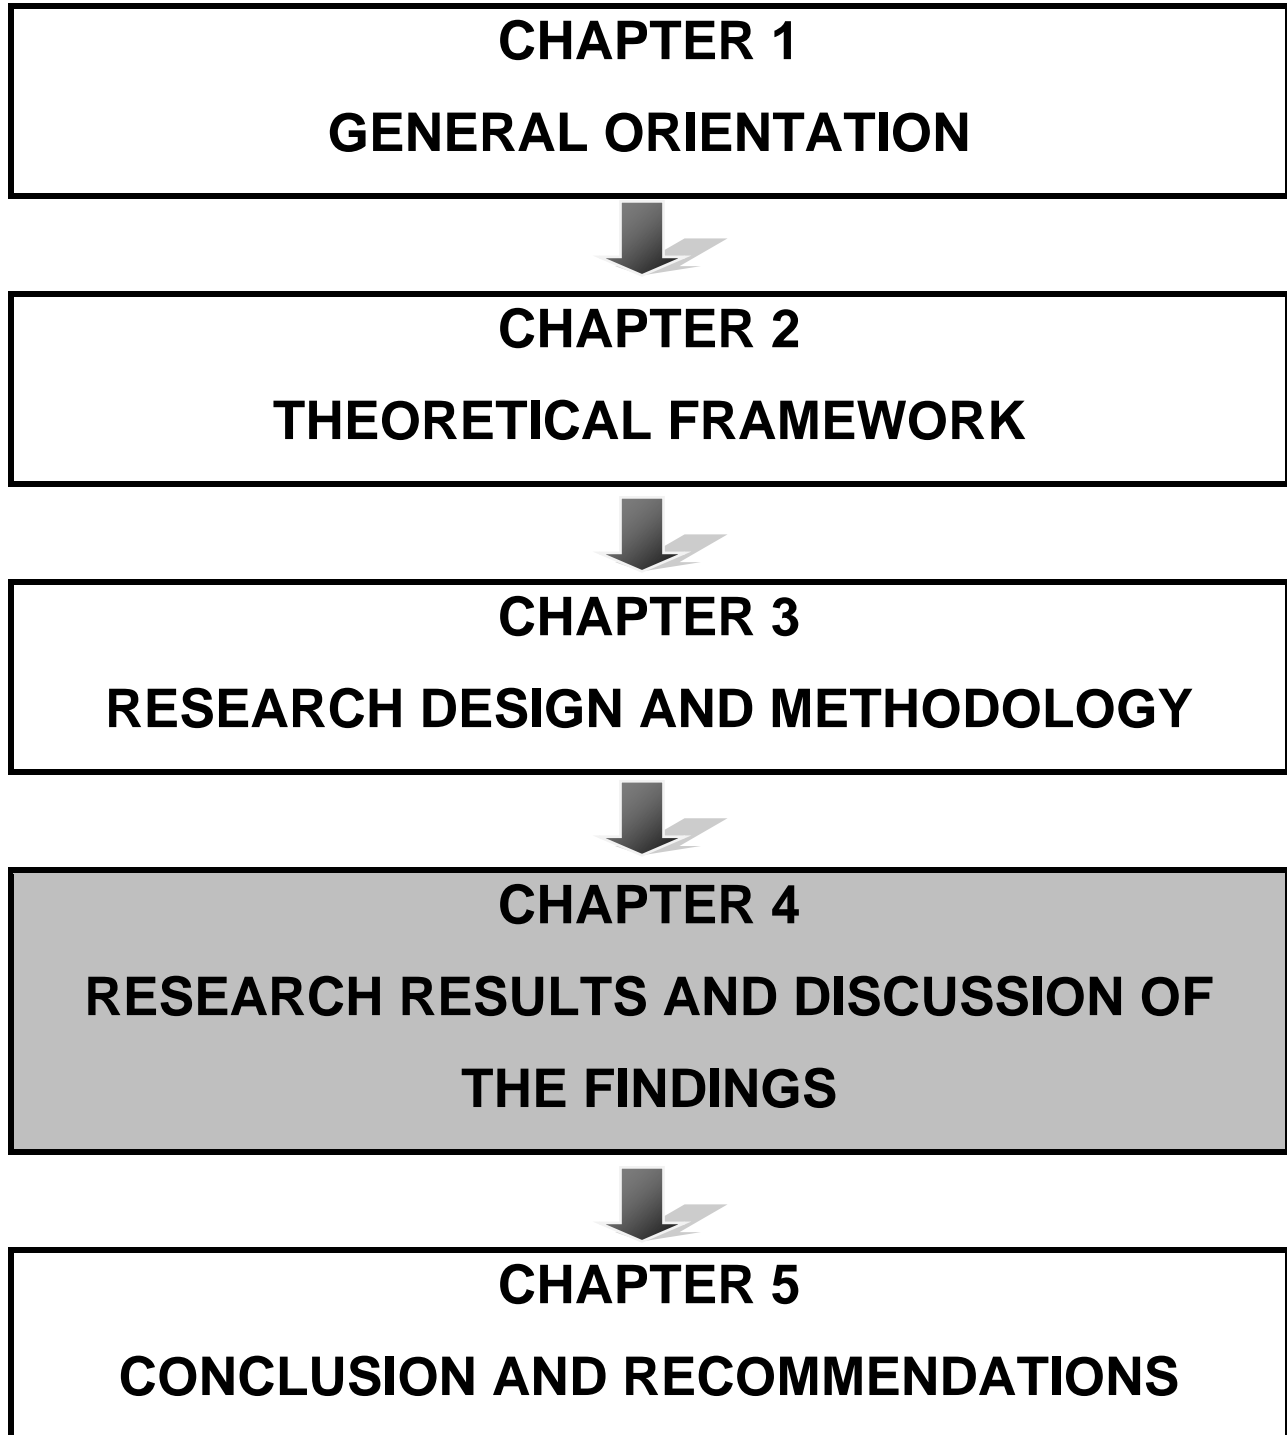 CHAPTER 1
GENERAL ORIENTATION
CHAPTER 2
THEORETICAL FRAMEWORK
CHAPTER 3
RESEARCH DESIGN AND METHODOLOGY
CHAPTER 4
RESEARCH RESULTS AND DISCUSSION OF
THE FINDINGS
CHAPTER 5
CONCLUSION AND RECOMMENDATIONS